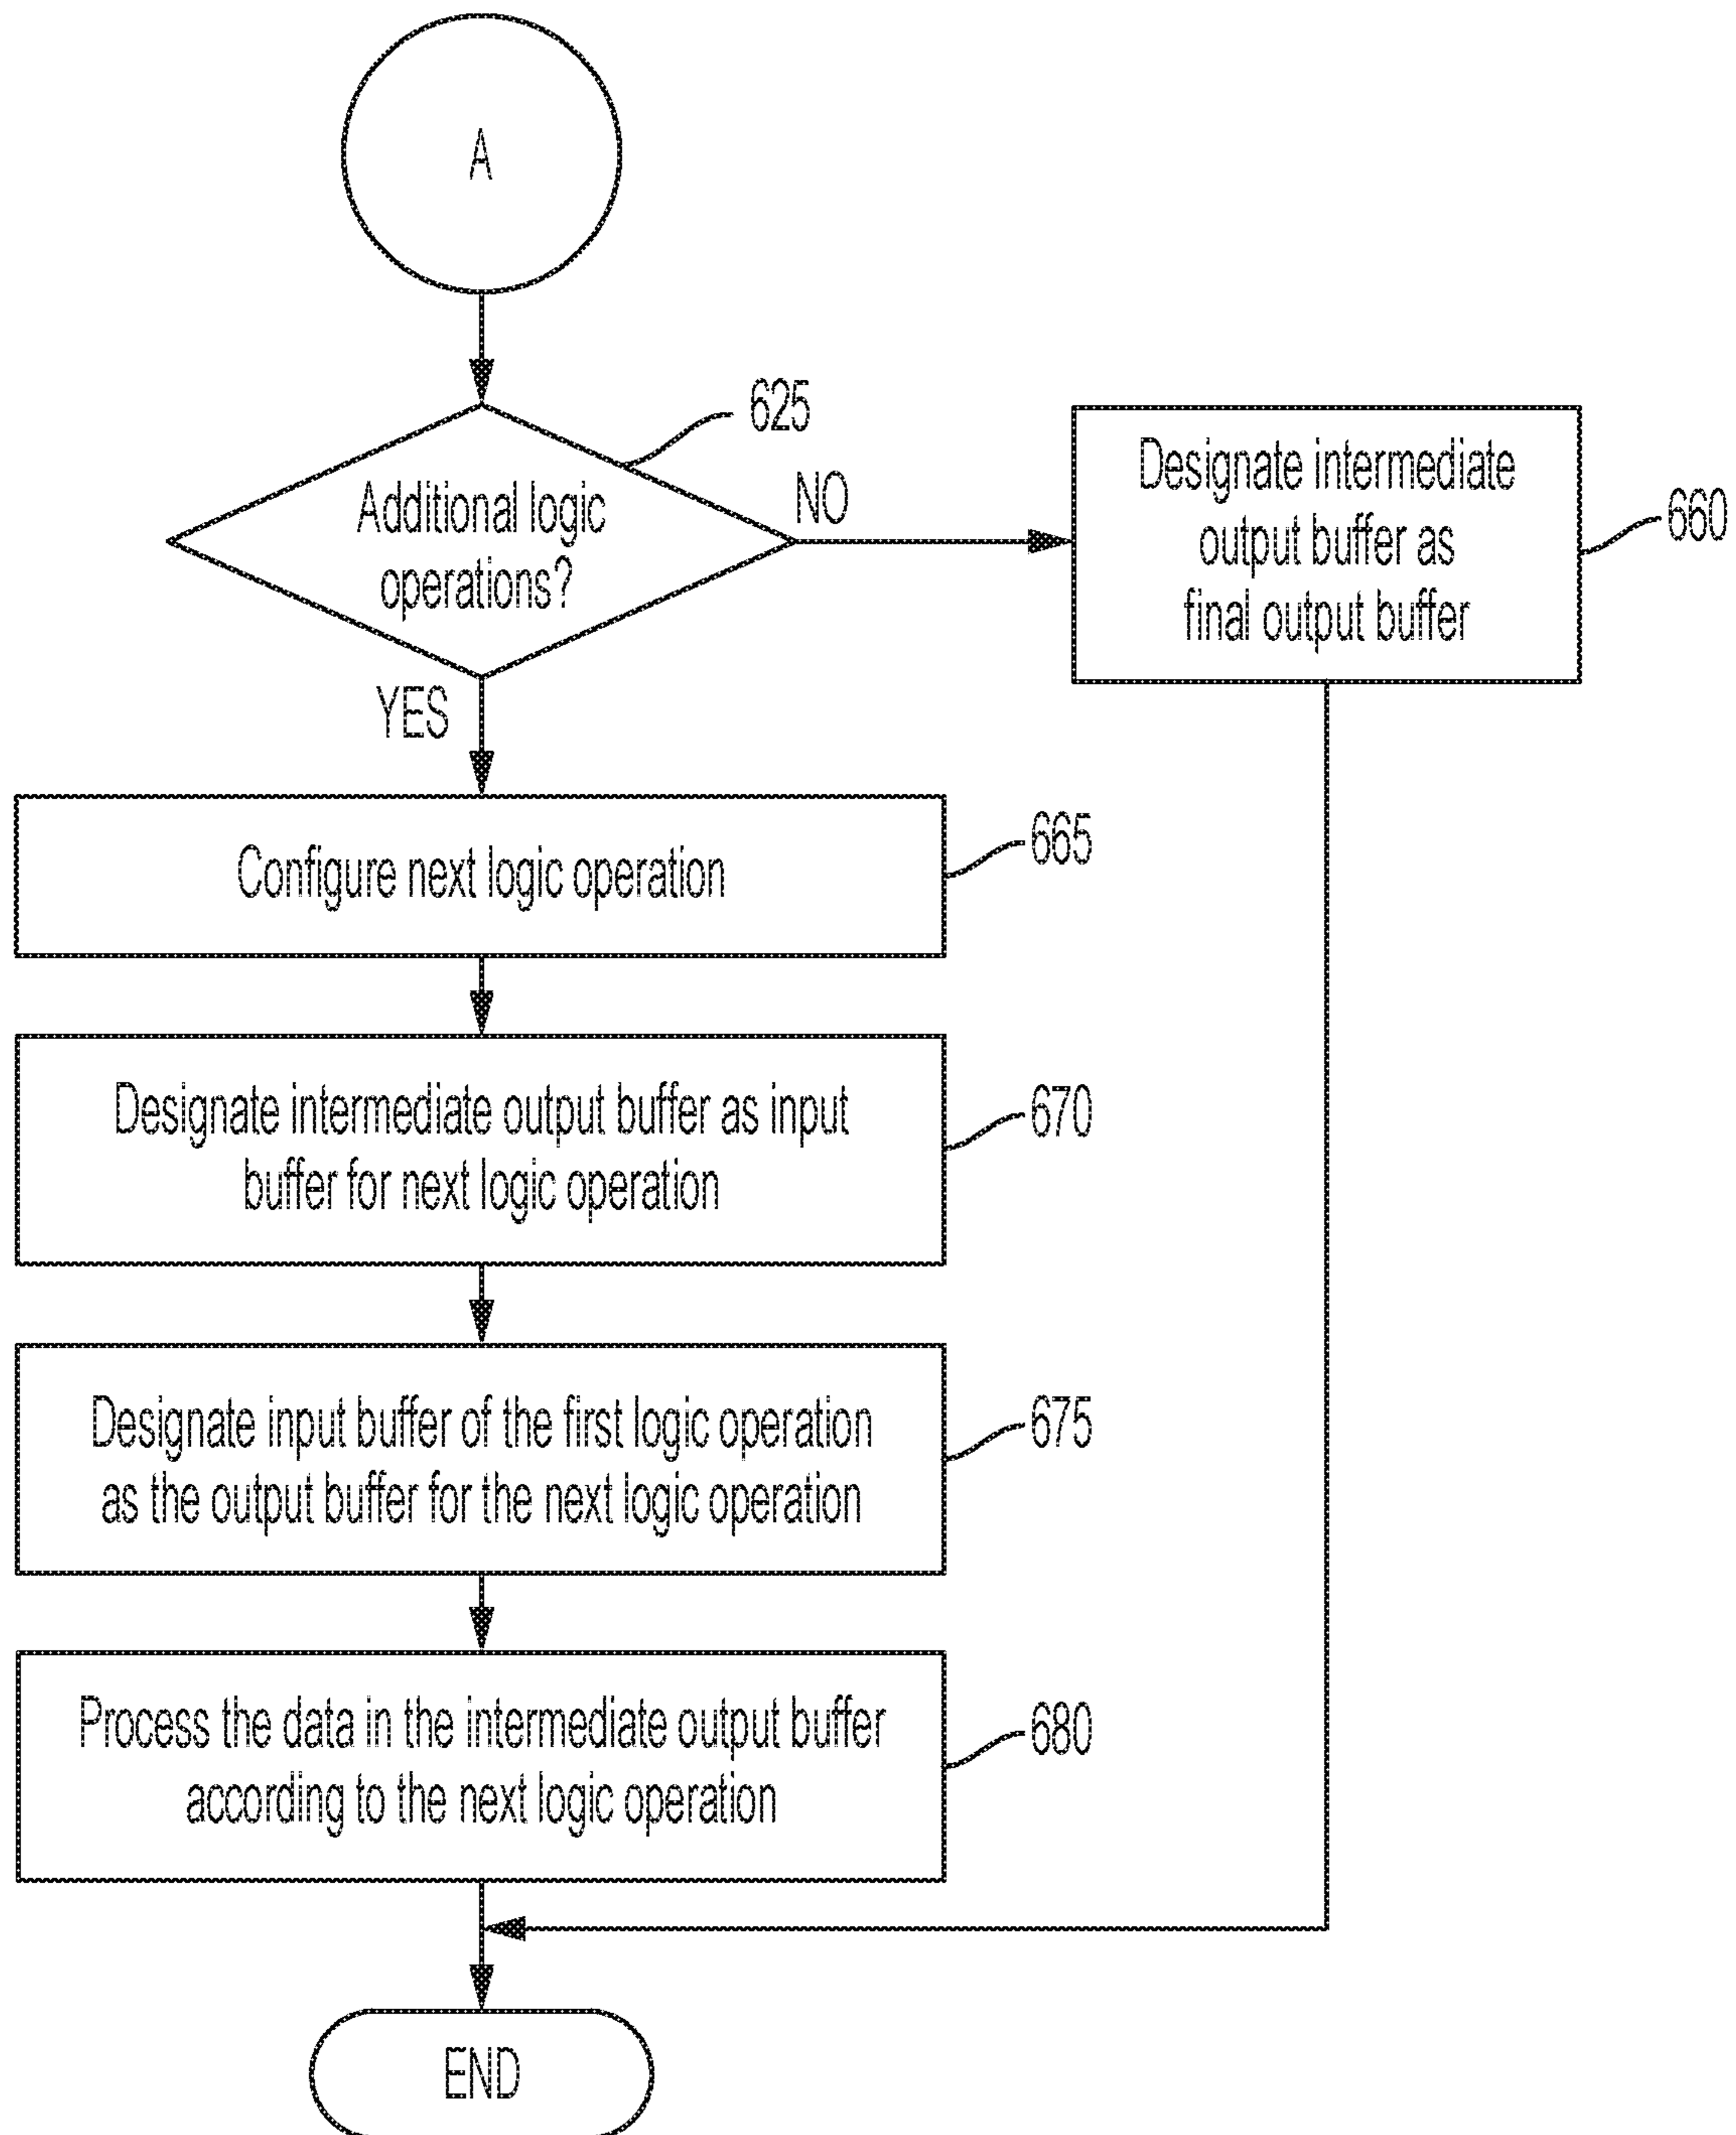 A
625
Additional logic
operations?
NO
Designate intermediate
output buffer as
final output buffer
660
YES
Configure next logic operation
665
Designate intermediate output buffer as input
buffer for next logic operation
670
Designate input buffer of the first logic operation
as the output buffer for the next logic operation
675
Process the data in the intermediate output buffer
according to the next logic operation
680
END